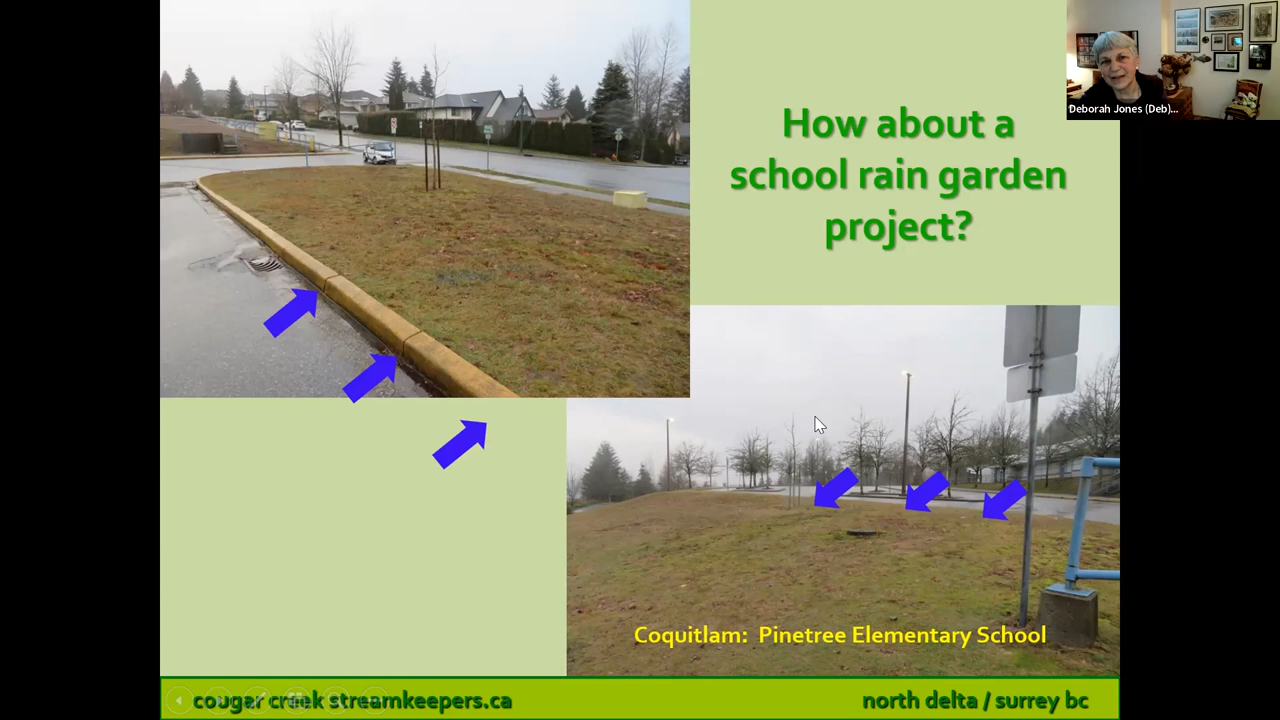 Deborah Jones (Deb)...
How about a
school rain garden
project?
Coquitlam: Pinetree Elementary School
cougar creek streamkeepers.ca
north delta / surrey bc